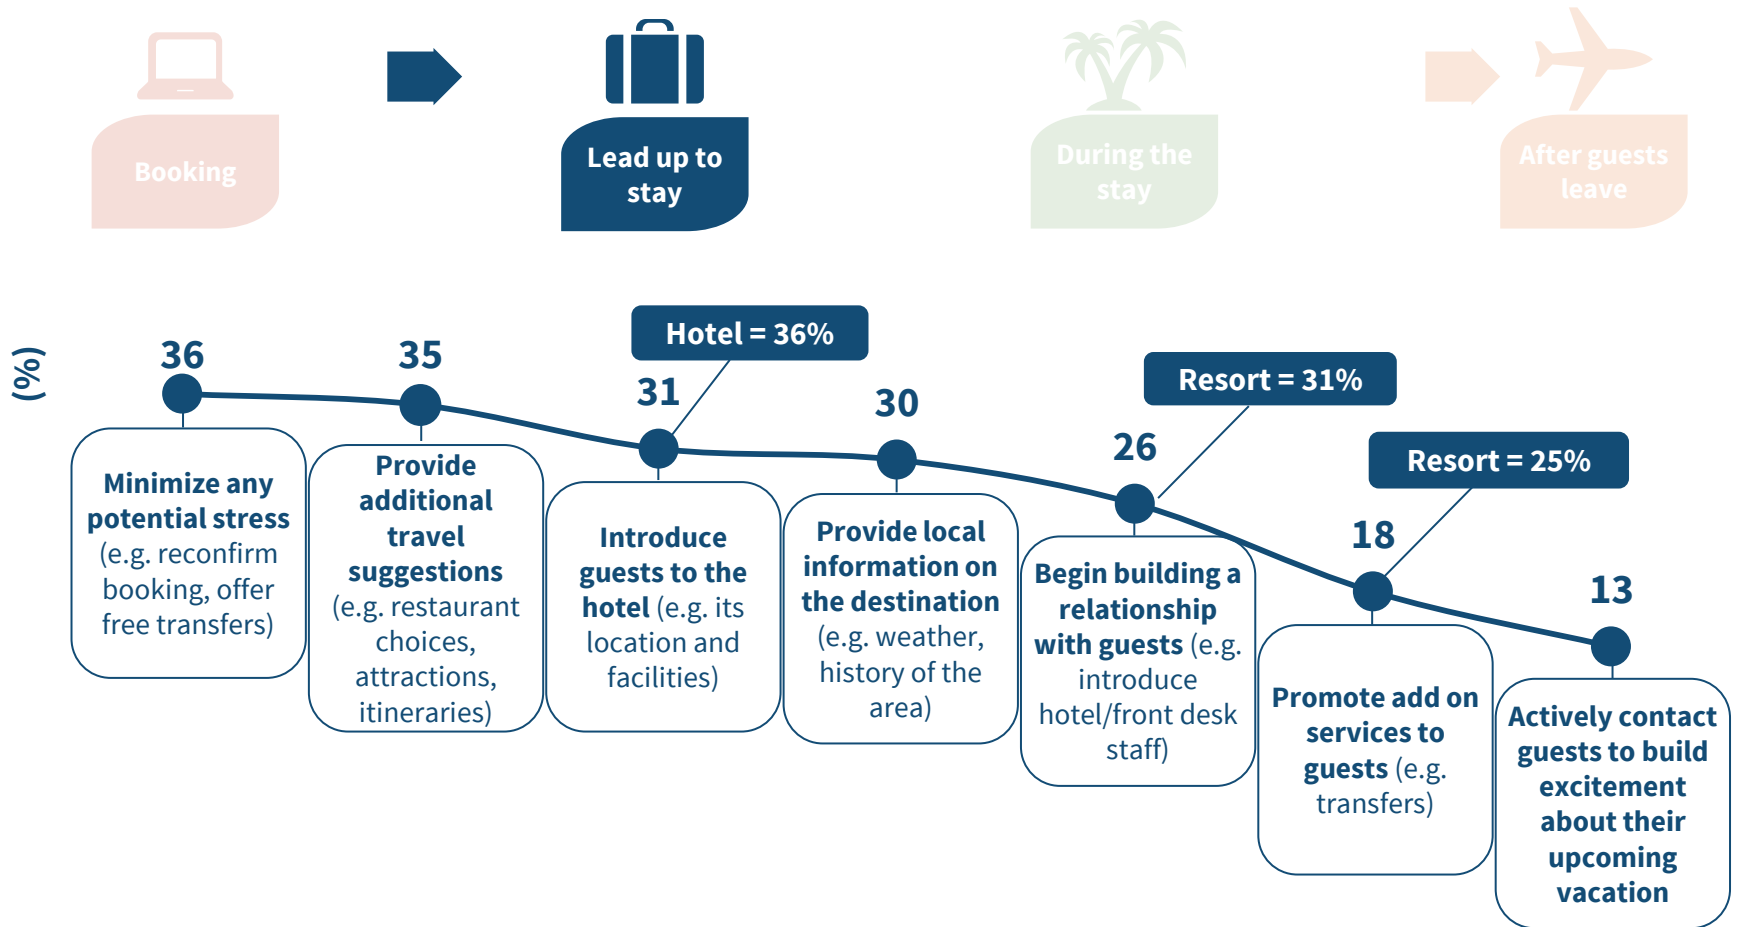 Booking
Lead up to
stay
During the
stay
After guests
leave
(%)
36
Minimize any
potential stress
(e.g. reconfirm
booking, offer
free transfers)
35
Provide
additional
travel
suggestions
(e.g. restaurant
choices,
attractions,
itineraries)
Hotel = 36%
31
Introduce
guests to the
hotel (e.g. its
location and
facilities)
30
Provide local
information on
the destination
(e.g. weather,
history of the
area)
Resort = 31%
26
Begin building a
relationship
with guests (e.g.
introduce
hotel/front desk
staff)
Resort = 25%
18
Promote add on
services to
guests (e.g.
transfers)
13
Actively contact
guests to build
excitement
about their
upcoming
vacation